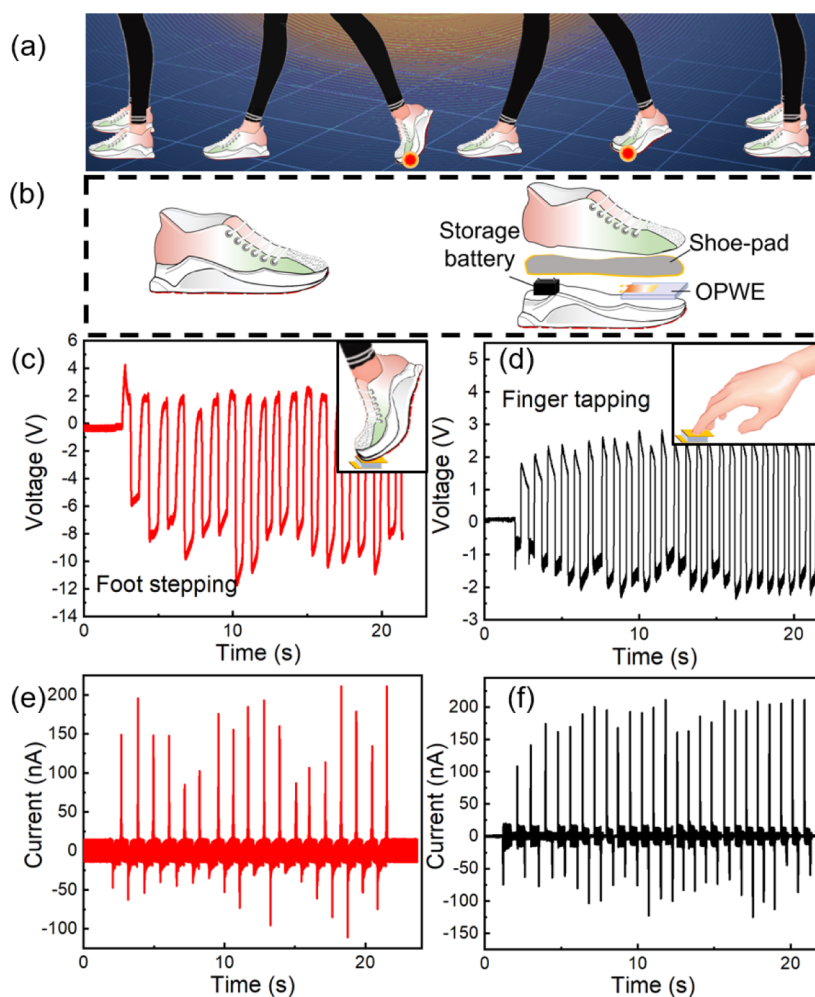 (a)
(b)
Storage
battery
Shoe-pad
OPWE
(c)
6
4
2
0
-2
-4
-6
-8
-10
-12
-14
Voltage (V)
Foot stepping
0
10
20
Time (s)
(d)
5
4
3
2
1
0
-1
-2
-3
Voltage (V)
Finger tapping
0
5
10
15
20
Time (s)
(e)
200
150
100
50
0
-50
-100
Current (nA)
0
10
20
Time (s)
(f)
250
200
150
100
50
0
-50
-100
-150
Current (nA)
0
5
10
15
20
Time (s)